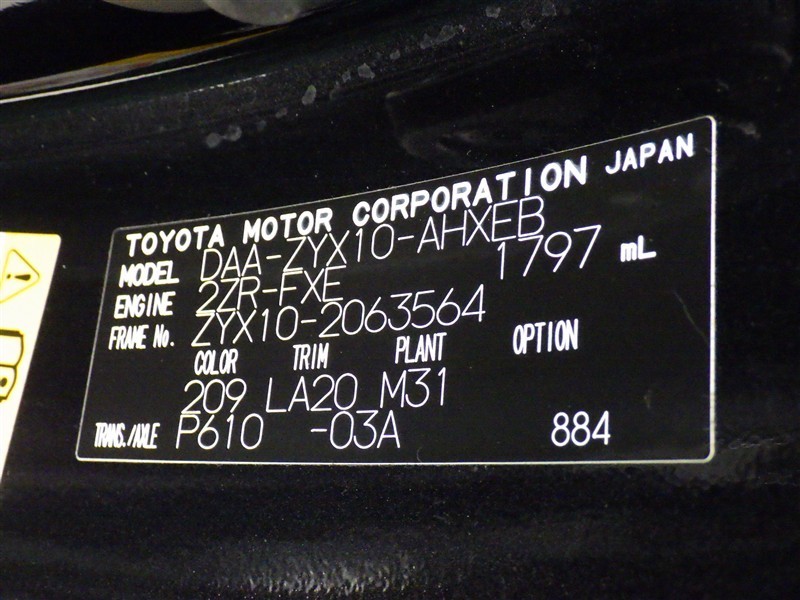 TOYOTA MOTOR CORPORATION JAPAN
MODEL DAA-ZYX10-AHXEB
ENGINE 2ZR-FXE 1797 mL
FRAME No. ZYX10-2063564
COLOR TRIM PLANT OPTION
209 LA20 M31
TRANS./AXLE P610 -03A 884